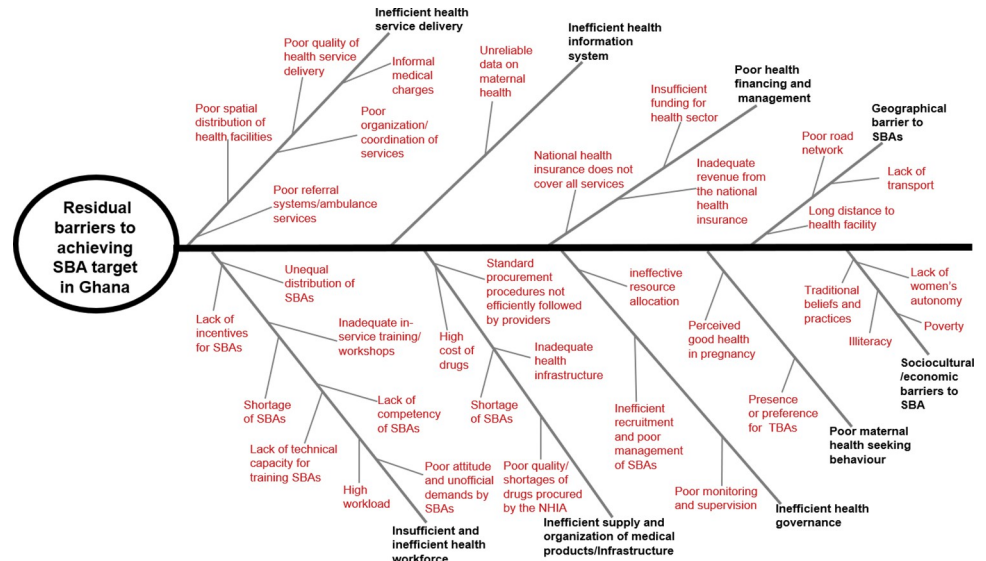 Residual
barriers to
achieving
SBA target
in Ghana
Inefficient health
service delivery
Poor quality of
health service
delivery
Informal
medical
charges
Poor spatial
distribution of
health facilities
Poor
organization/
coordination of
services
Poor referral
systems/ambulance
services
Inefficient health
information
system
Unreliable
data on
maternal
health
Poor health
financing and
management
Insufficient
funding for
health sector
National health
insurance does not
cover all services
Inadequate
revenue from
the national
health
insurance
Geographical
barrier to
SBAs
Poor road
network
Lack of
transport
Long distance to
health facility
Unequal
distribution of
SBAs
Lack of
incentives
for SBAs
Inadequate in-
service training/
workshops
Shortage
of SBAs
Lack of
competency
of SBAs
Lack of technical
capacity for
training SBAs
High
workload
Poor attitude
and unofficial
demands by
SBAs
Insufficient and
inefficient health
workforce
Standard
procurement
procedures not
efficiently followed
by providers
High
cost of
drugs
Inadequate
health
infrastructure
Shortage
of SBAs
Poor quality/
shortages of
drugs procured
by the NHIA
Inefficient supply and
organization of medical
products/Infrastructure
ineffective
resource
allocation
Inefficient
recruitment
and poor
management
of SBAs
Poor monitoring
and supervision
Inefficient health
governance
Perceived
good health
in pregnancy
Presence
or preference
for TBAs
Poor maternal
health seeking
behaviour
Traditional
beliefs and
practices
Lack of
women's
autonomy
Illiteracy
Poverty
Sociocultural
/economic
barriers to
SBA